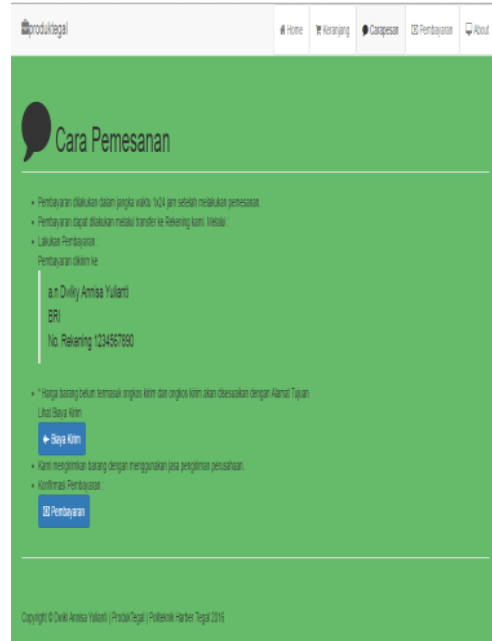 produktegal
Home Keranjang Carapesan Pembayaran About
Cara Pemesanan
Pembayaran dilakukan dalam jangka waktu 1x24 jam setelah melakukan pemesanan.
Pembayaran dapat dilakukan melalui transfer ke Rekening kami. Melalui :
Lakukan Pembayaran :
Pembayaran dikirim ke
a.n Dwiky Annisa Yulianti
BRI
No. Rekening 1234567890
* Harga barang belum termasuk ongkos kirim dan ongkos kirim akan disesuaikan dengan Alamat Tujuan
Lihat Biaya Kirim
Biaya Kirim
Kami mengirimkan barang dengan menggunakan jasa pengiriman perusahaan.
Konfirmasi Pembayaran :
Pembayaran
Copyright © Dwiki Annisa Yulianti | ProdukTegal | Politeknik Harber Tegal 2016